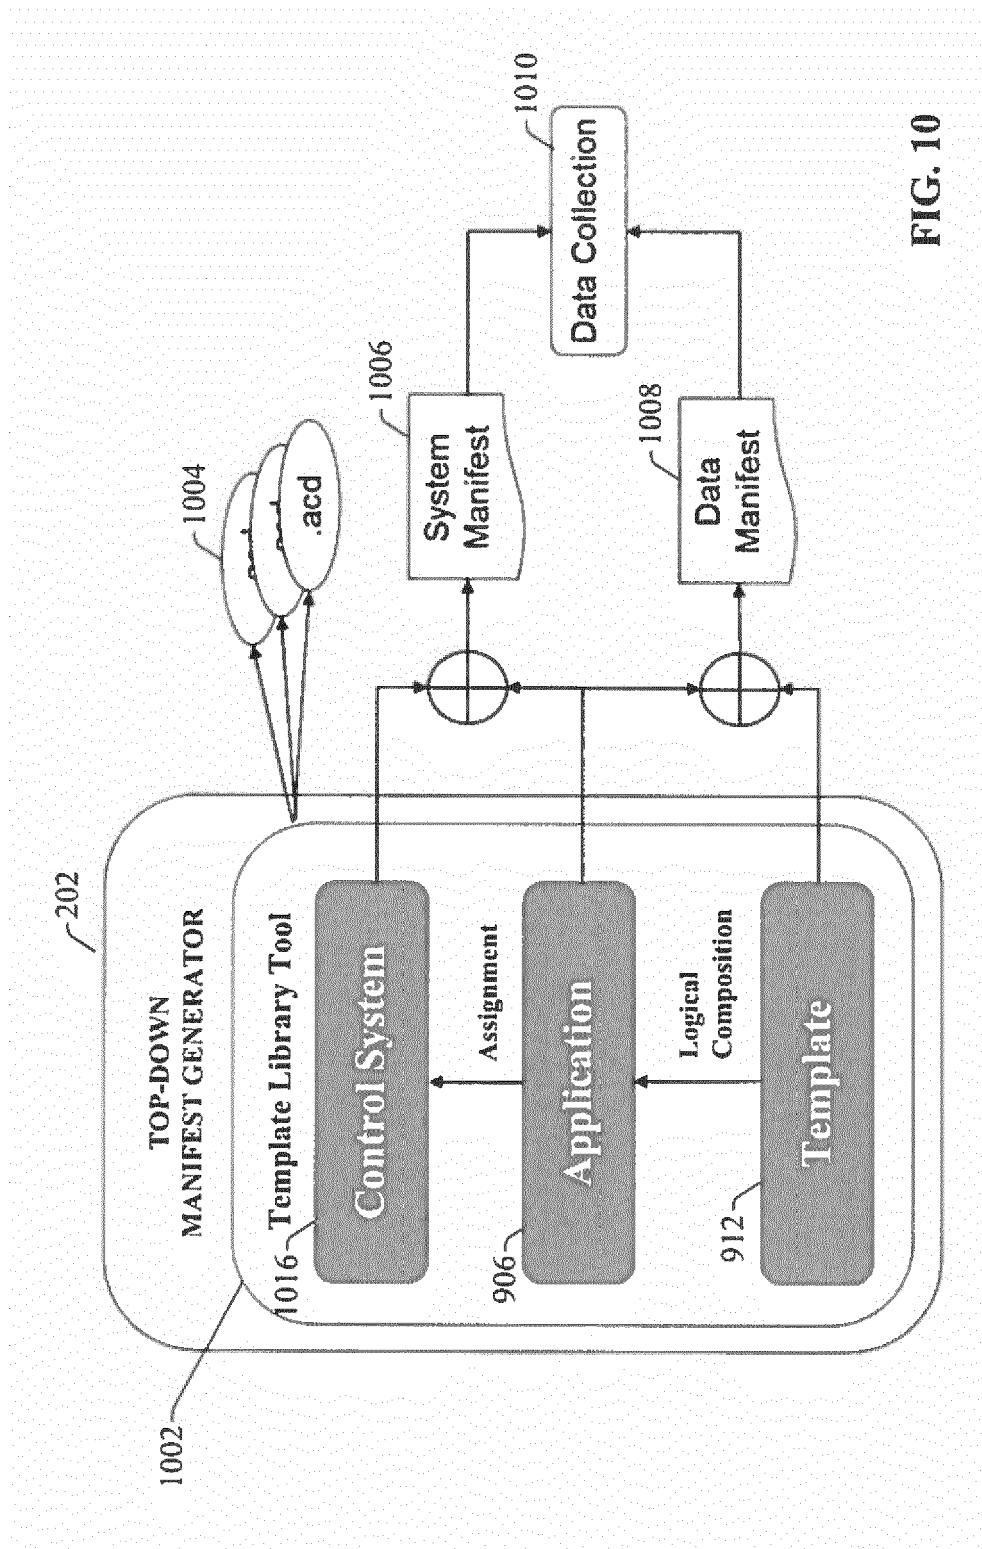 202
TOP-DOWN
MANIFEST GENERATOR
1002
Template Library Tool
1016
Control System
Assignment
906
Application
Logical
Composition
912
Template
1004
.acd
System
Manifest
1006
Data
Manifest
1008
Data Collection
1010
FIG. 10